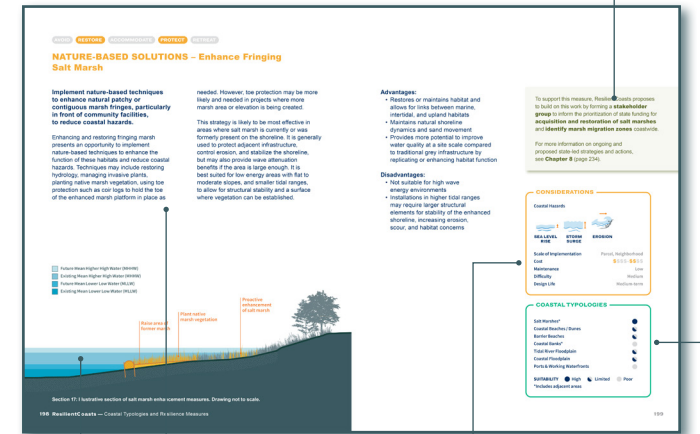 AVOID RESTORE ACCOMMODATE PROTECT RETREAT
NATURE-BASED SOLUTIONS – Enhance Fringing
Salt Marsh
Implement nature-based techniques
to enhance natural patchy or
contiguous marsh fringes, particularly
in front of community facilities,
to reduce coastal hazards.
Enhancing and restoring fringing marsh
presents an opportunity to implement
nature-based techniques to enhance the
function of these habitats and reduce coastal
hazards. Techniques may include restoring
hydrology, managing invasive plants,
planting native marsh vegetation, using toe
protection such as coir logs to hold the toe
of the enhanced marsh platform in place as
needed. However, toe protection may be more
likely and needed in projects where more
marsh area or elevation is being created.
This strategy is likely to be most effective in
areas where salt marsh is currently or was
formerly present on the shoreline. It is generally
used to protect adjacent infrastructure,
control erosion, and stabilize the shoreline,
but may also provide wave attenuation
benefits if the area is large enough. It is
best suited for low energy areas with flat to
moderate slopes, and smaller tidal ranges,
to allow for structural stability and a surface
where vegetation can be established.
Advantages:
• Restores or maintains habitat and
allows for links between marine,
intertidal, and upland habitats
• Maintains natural shoreline
dynamics and sand movement
• Provides more potential to improve
water quality at a site scale compared
to traditional grey infrastructure by
replicating or enhancing habitat function
Disadvantages:
• Not suitable for high wave
energy environments
• Installations in higher tidal ranges
may require larger structural
elements for stability of the enhanced
shoreline, increasing erosion,
scour, and habitat concerns
To support this measure, ResilientCoasts proposes
to build on this work by forming a stakeholder
group to inform the prioritization of state funding for
acquisition and restoration of salt marshes
and identify marsh migration zones coastwide.
For more information on ongoing and
proposed state-led strategies and actions,
see Chapter 8 (page 234).
CONSIDERATIONS
Coastal Hazards
SEA LEVEL RISE
STORM SURGE
EROSION
Scale of Implementation Parcel, Neighborhood
Cost $$$$-$$$$
Maintenance Low
Difficulty Medium
Design Life Medium-term
COASTAL TYPOLOGIES
Salt Marshes*
Coastal Beaches / Dunes
Barrier Beaches
Coastal Banks*
Tidal River Floodplain
Coastal Floodplain
Ports & Working Waterfronts
SUITABILITY High Limited Poor
*Includes adjacent areas
Future Mean Higher High Water (MHHW)
Existing Mean Higher High Water (MHHW)
Future Mean Lower Low Water (MLLW)
Existing Mean Lower Low Water (MLLW)
Raise area of
former marsh
Plant native
marsh vegetation
Proactive
enhancement
of salt marsh
Section 17: Illustrative section of salt marsh enhancement measures. Drawing not to scale.
198 ResilientCoasts — Coastal Typologies and Resilience Measures
199